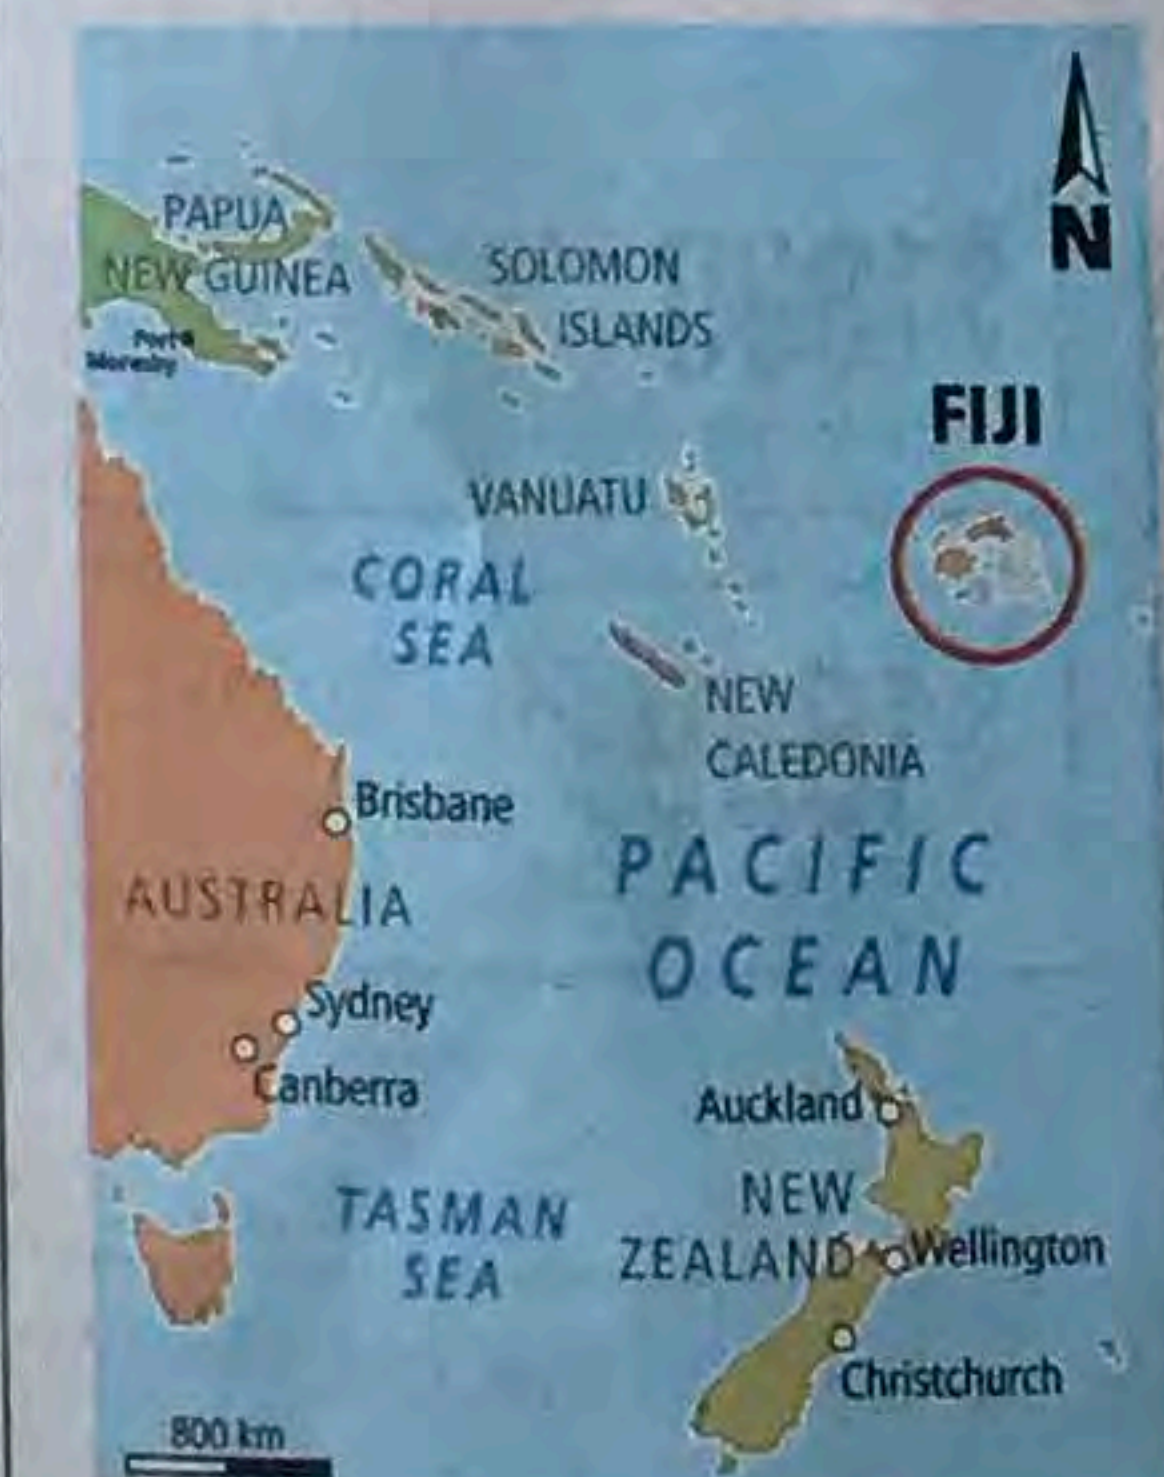 N
PAPUA
NEW GUINEA
Port
Moresby
SOLOMON
ISLANDS
FIJI
VANUATU
CORAL
SEA
NEW
CALEDONIA
Brisbane
AUSTRALIA
PACIFIC
OCEAN
Sydney
Canberra
Auckland
NEW
ZEALAND
Wellington
TASMAN
SEA
Christchurch
800 km